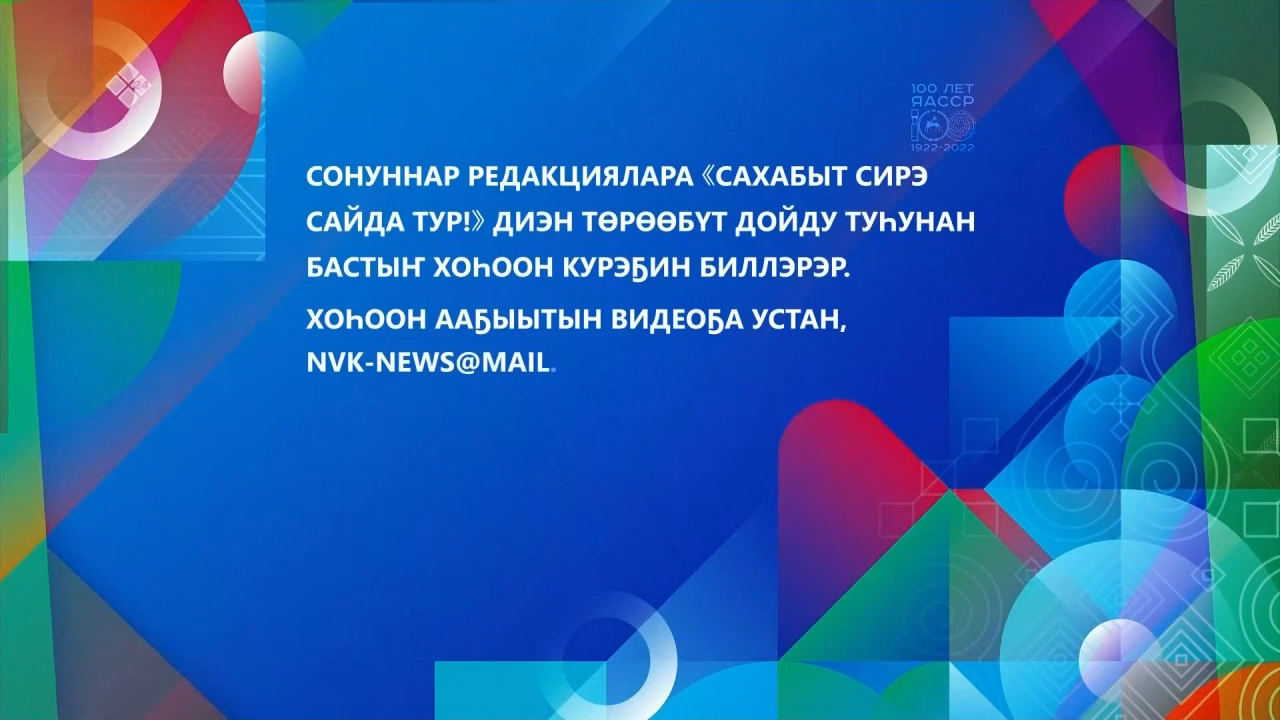 100 ЛЕТ
ЯАССР
100
1922-2022
СОНУННАР РЕДАКЦИЯЛАРА 《САХАБЫТ СИРЭ
САЙДА ТУР!》 ДИЭН ТӨРӨӨБҮТ ДОЙДУ ТУҺУНАН
БАСТЫҤ ХОҺООН КУРЭҔИН БИЛЛЭРЭР.
ХОҺООН ААҔЫЫТЫН ВИДЕОҔА УСТАН,
NVK-NEWS@MAIL.